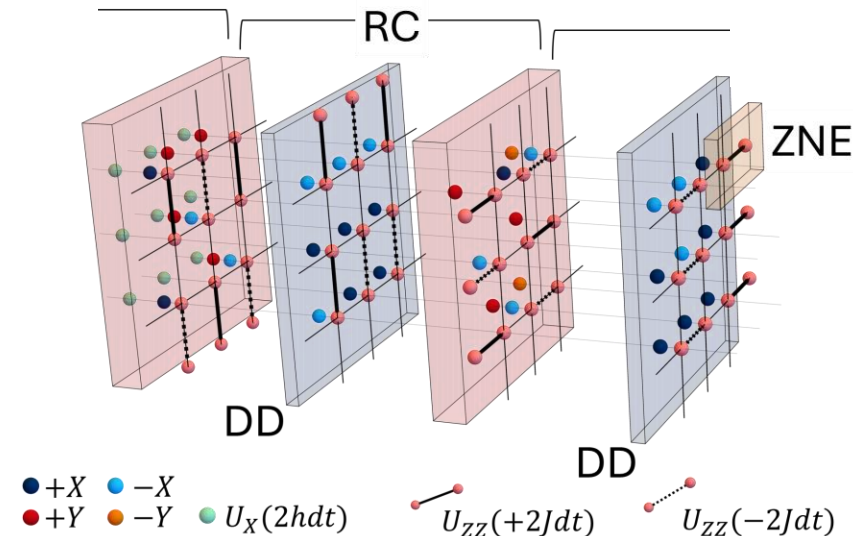 RC
ZNE
DD
DD
+X −X
+Y −Y U_X(2hdt) U_ZZ(+2Jdt) U_ZZ(−2Jdt)